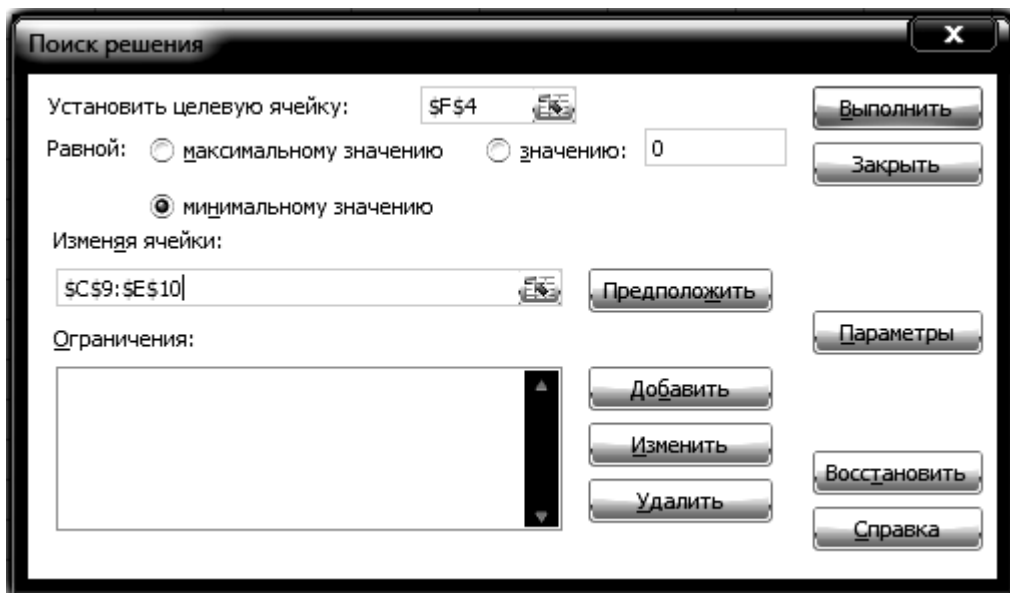 Поиск решения
X
Установить целевую ячейку: $F$4
Выполнить
Равной: максимальному значению значению: 0
Закрыть
минимальному значению
Изменяя ячейки:
$C$9:$E$10
Предположить
Ограничения:
Параметры
Добавить
Изменить
Восстановить
Удалить
Справка